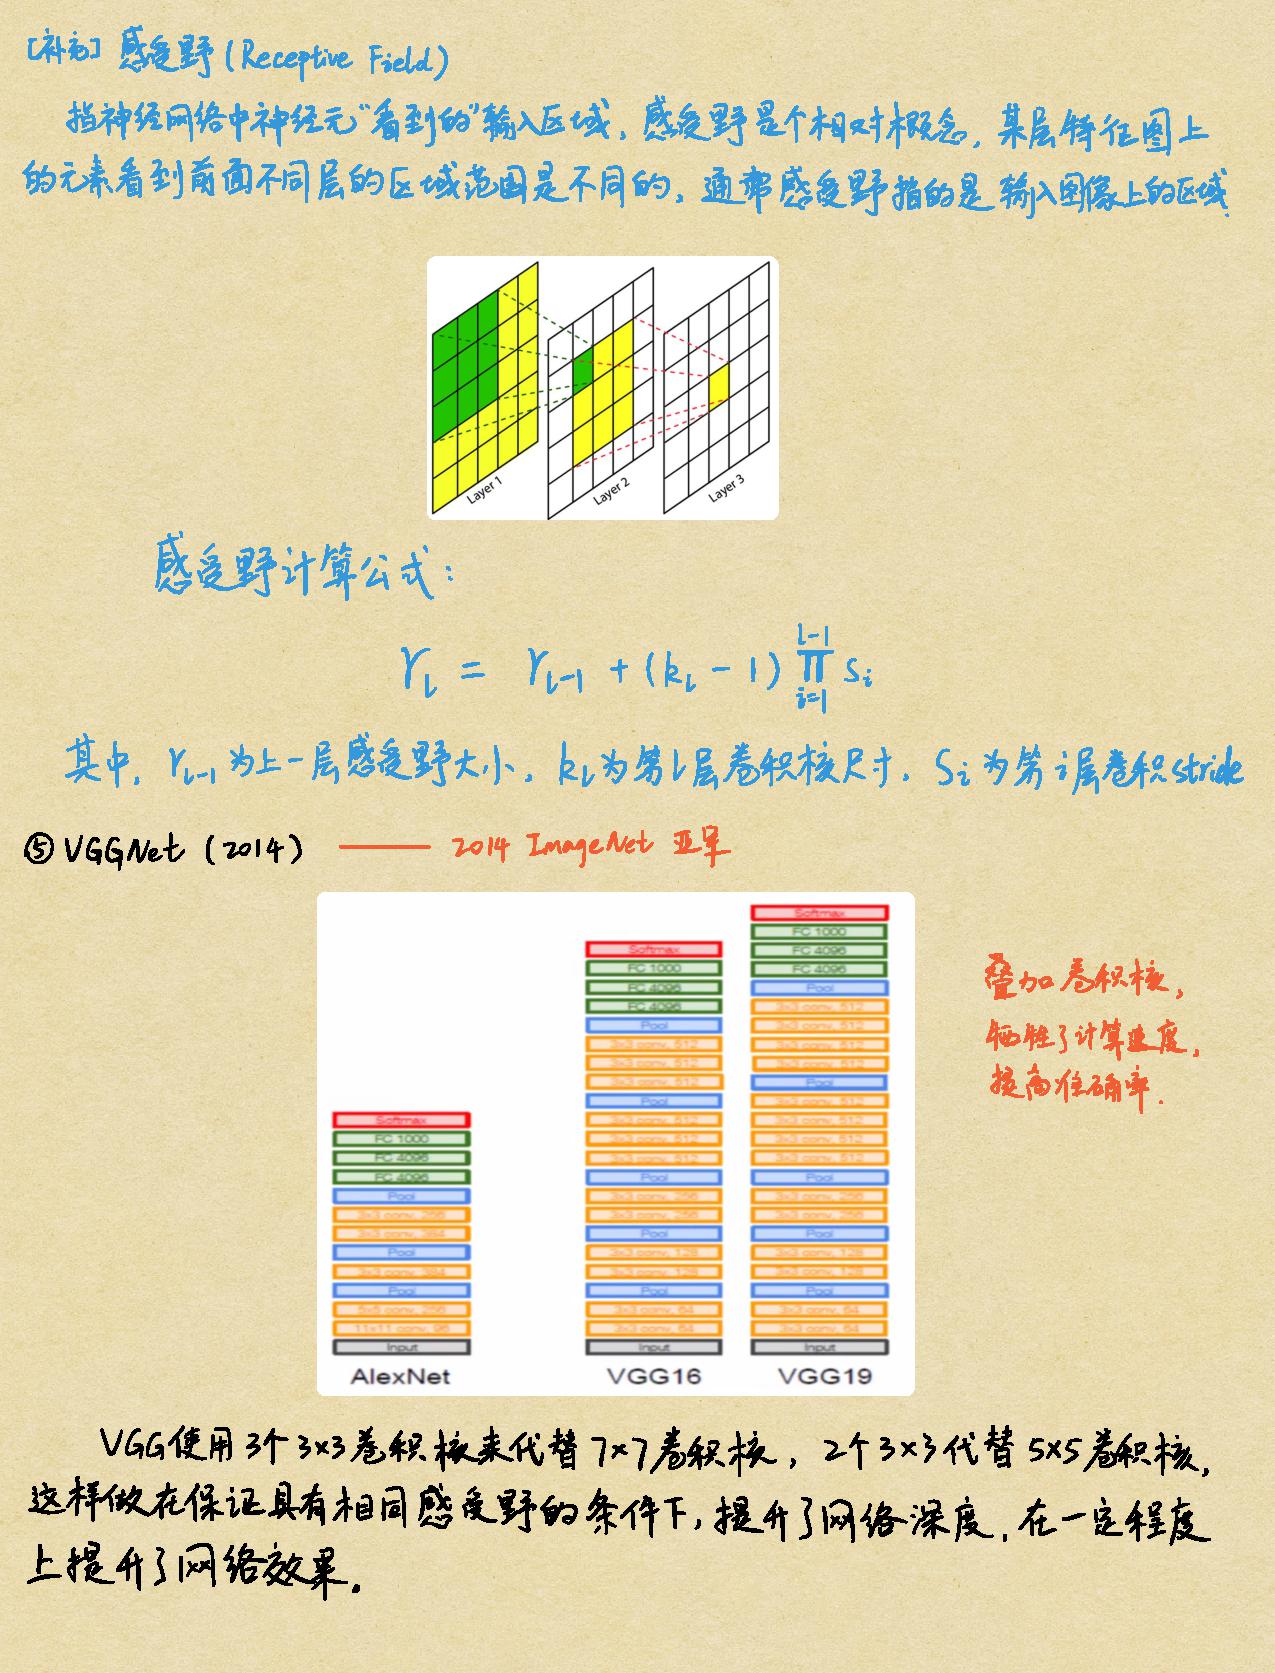 [补充] 感受野 (Receptive Field)
指神经网络中神经元“看到的”输入区域，感受野是个相对概念，某层特征图上
的元素看到前面不同层的区域范围是不同的，通常感受野指的是输入图像上的区域.
Layer 1
Layer 2
Layer 3
感受野计算公式:
r_l = r_{l-1} + (k_l - 1) ∏_{i=1}^{l-1} s_i
其中, r_{l-1} 为上一层感受野大小, k_l 为第l层卷积核尺寸, S_i 为第i层卷积stride
⑤ VGGNet (2014) —— 2014 ImageNet 亚军
Softmax
FC 1000
FC 4096
FC 4096
Pool
3x3 conv, 256
3x3 conv, 384
Pool
3x3 conv, 384
Pool
5x5 conv, 256
11x11 conv, 96
Input
AlexNet
Softmax
FC 1000
FC 4096
FC 4096
Pool
3x3 conv, 512
3x3 conv, 512
3x3 conv, 512
Pool
3x3 conv, 512
3x3 conv, 512
3x3 conv, 512
Pool
3x3 conv, 256
3x3 conv, 256
Pool
3x3 conv, 128
3x3 conv, 128
Pool
3x3 conv, 64
3x3 conv, 64
Input
VGG16
Softmax
FC 1000
FC 4096
FC 4096
Pool
3x3 conv, 512
3x3 conv, 512
3x3 conv, 512
3x3 conv, 512
Pool
3x3 conv, 512
3x3 conv, 512
3x3 conv, 512
3x3 conv, 512
Pool
3x3 conv, 256
3x3 conv, 256
Pool
3x3 conv, 128
3x3 conv, 128
Pool
3x3 conv, 64
3x3 conv, 64
Input
VGG19
叠加卷积核,
牺牲了计算速度,
提高准确率.
VGG使用3个3×3卷积核来代替7×7卷积核, 2个3×3代替5×5卷积核,
这样做在保证具有相同感受野的条件下, 提升了网络深度, 在一定程度
上提升了网络效果.